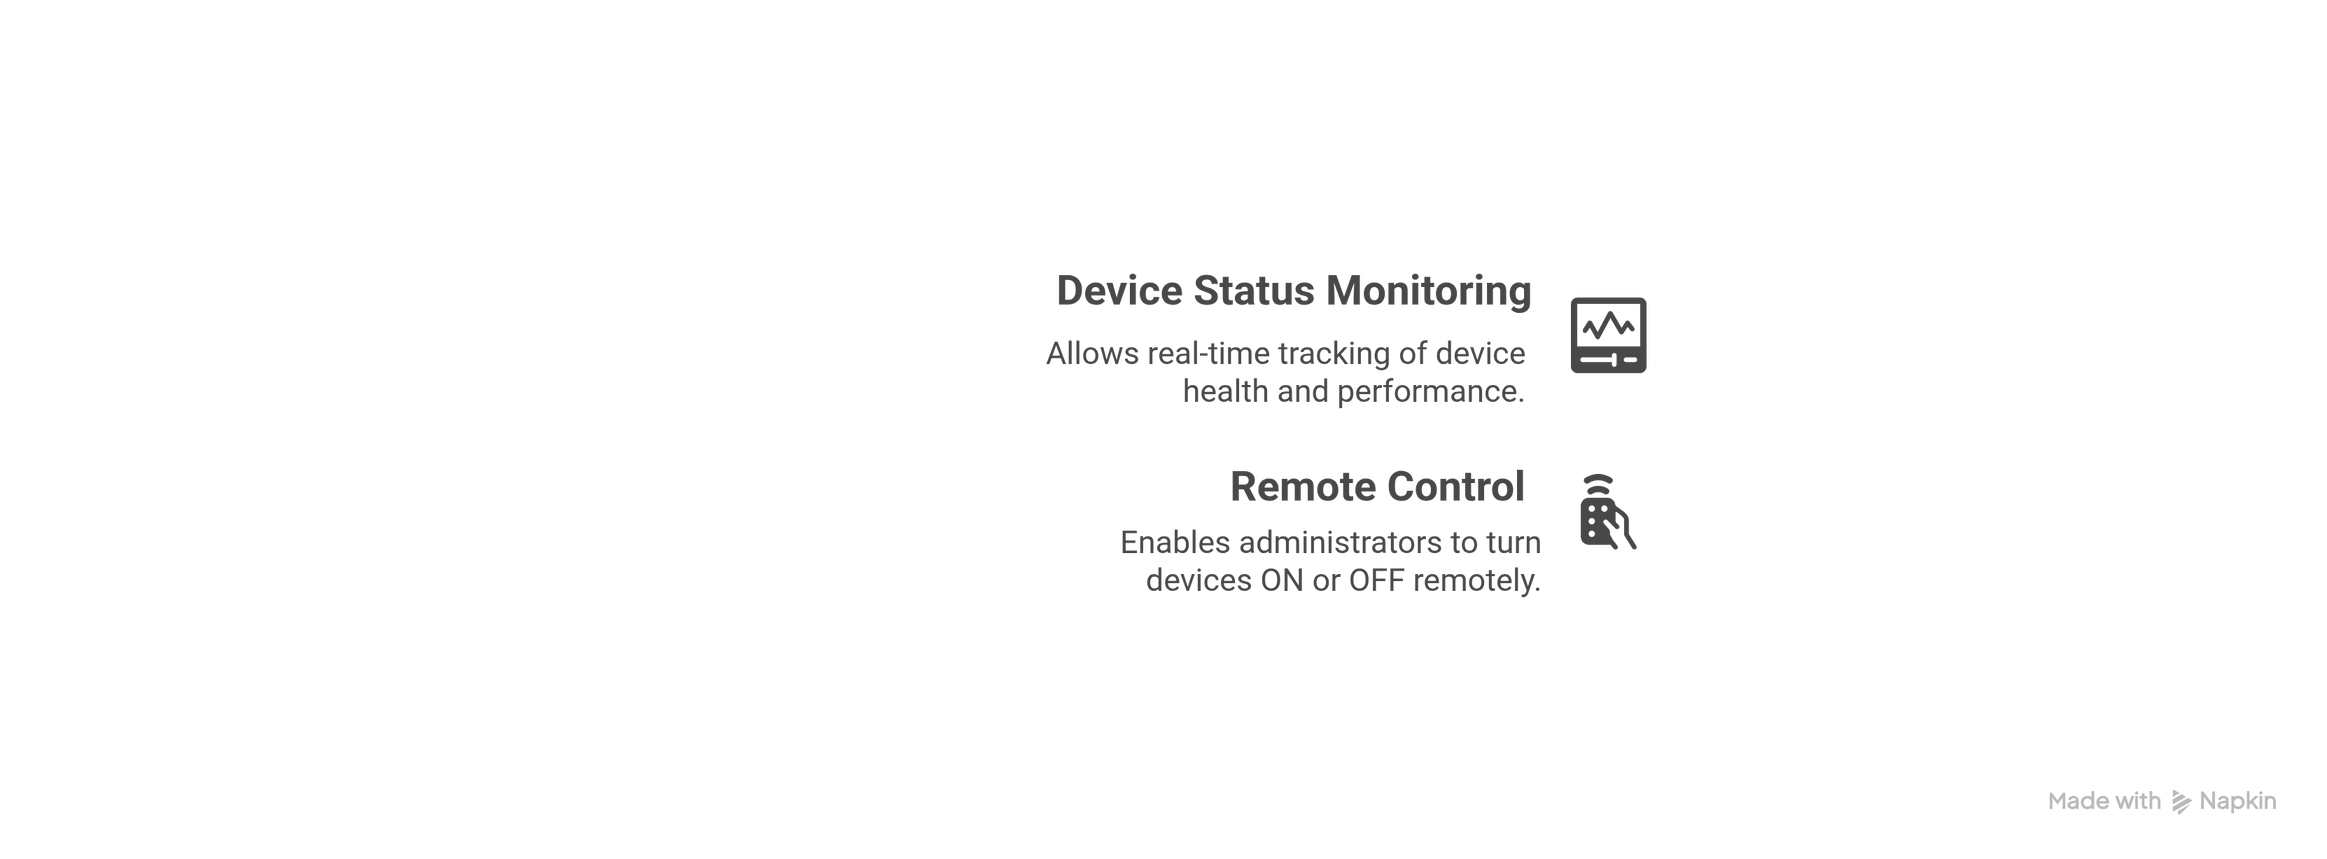 Device Status Monitoring
Allows real-time tracking of device
health and performance.
Remote Control
Enables administrators to turn
devices ON or OFF remotely.
Made with Napkin